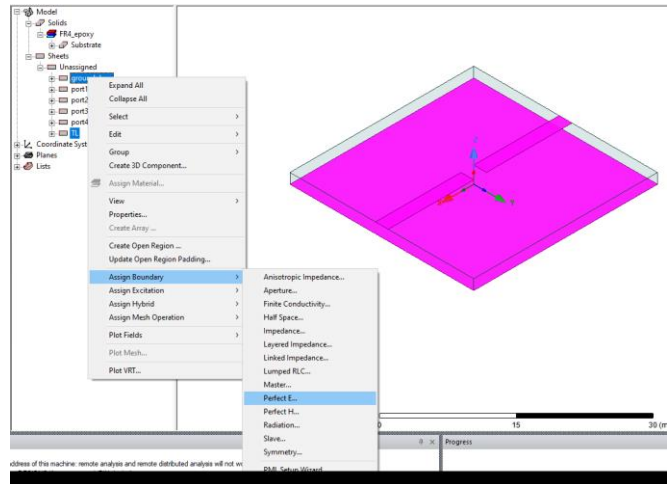 Model
Solids
FR4_epoxy
Substrate
Sheets
Unassigned
port1
port2
port3
port4
TL
Coordinate Syst
Planes
Lists
Expand All
Collapse All
Select
Edit
Group
Create 3D Component...
Assign Material...
View
Properties...
Create Array ...
Create Open Region ...
Update Open Region Padding...
Assign Boundary
Assign Excitation
Assign Hybrid
Assign Mesh Operation
Plot Fields
Plot Mesh...
Plot VRT...
Anisotropic Impedance...
Aperture...
Finite Conductivity...
Half Space...
Impedance...
Layered Impedance...
Linked Impedance...
Lumped RLC...
Master...
Perfect E...
Perfect H...
Radiation...
Slave...
Symmetry...
PML Setup Wizard
Z
Y
0 15 30 (m
Progress
address of this machine: remote analysis and remote distributed analysis will not w